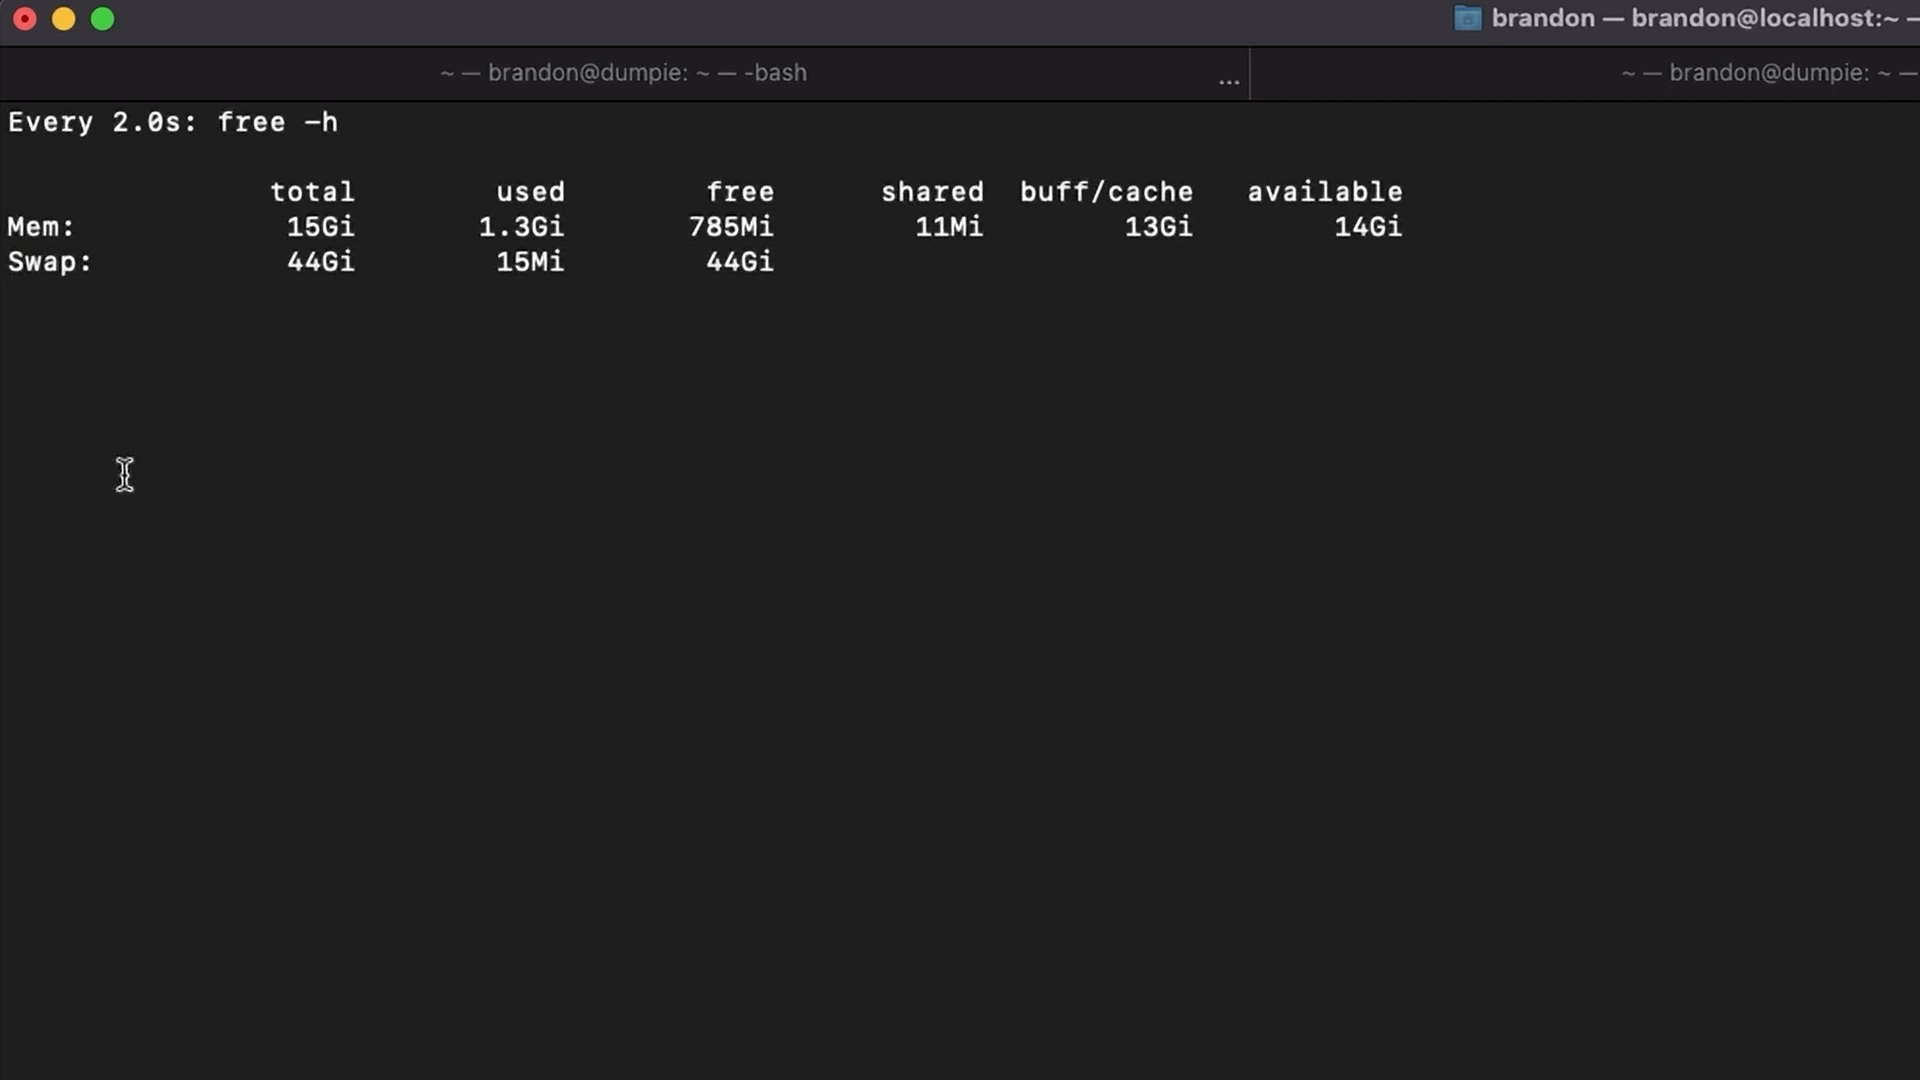 brandon — brandon@localhost:~ —
~ — brandon@dumpie: ~ — -bash ... ~ — brandon@dumpie: ~ —
Every 2.0s: free -h
total used free shared buff/cache available
Mem: 15Gi 1.3Gi 785Mi 11Mi 13Gi 14Gi
Swap: 44Gi 15Mi 44Gi